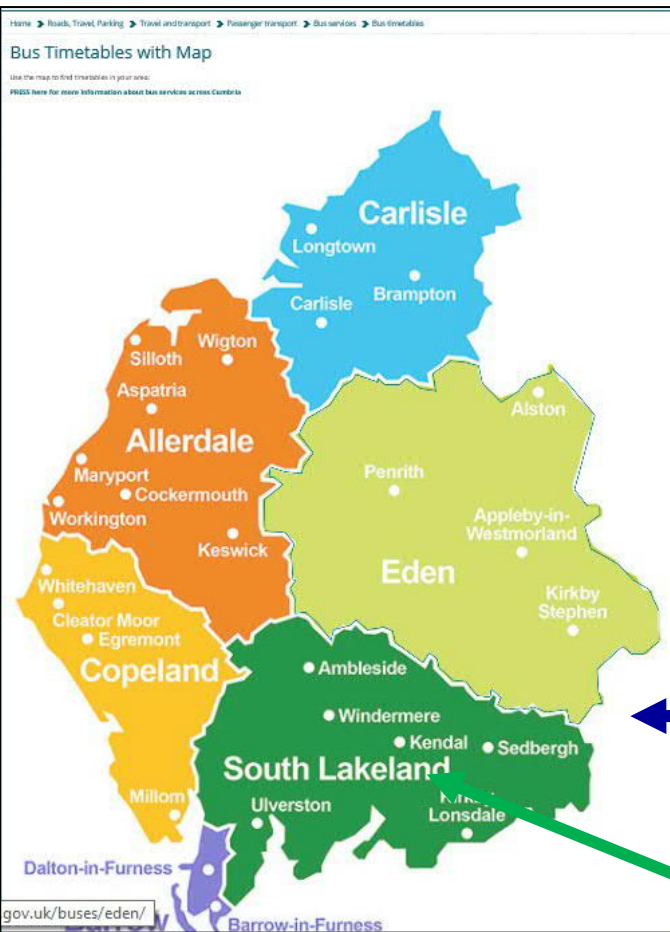 Home > Roads, Travel, Parking > Travel and transport > Passenger transport > Bus services > Bus timetables
Bus Timetables with Map
Use the map to find timetables in your area:
PRESS here for more information about bus services across Cumbria
Carlisle
Longtown
Brampton
Carlisle
Wigton
Silloth
Aspatria
Allerdale
Maryport
Cockermouth
Workington
Keswick
Alston
Penrith
Appleby-in-
Westmorland
Eden
Kirkby
Stephen
Whitehaven
Cleator Moor
Egremont
Copeland
Millom
Ambleside
Windermere
Kendal
Sedbergh
South Lakeland
Ulverston
Lonsdale
Dalton-in-Furness
gov.uk/buses/eden/
Barrow-in-Furness